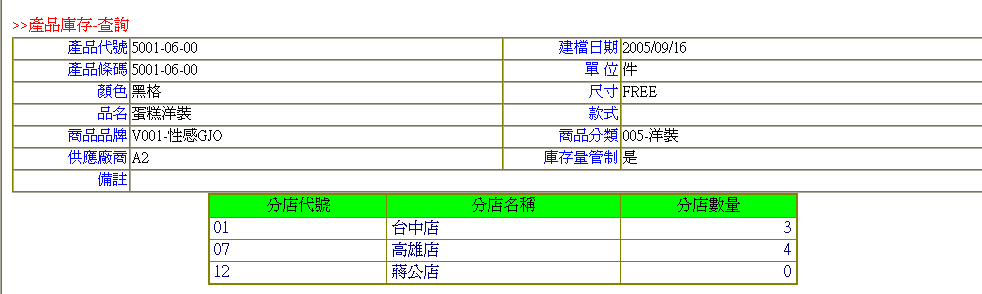 >>產品庫存-查詢
產品代號 5001-06-00 建檔日期 2005/09/16
產品條碼 5001-06-00 單 位 件
顏色 黑格 尺寸 FREE
品名 蛋糕洋裝 款式
商品品牌 V001-性感GJO 商品分類 005-洋裝
供應廠商 A2 庫存量管制 是
備註
分店代號 分店名稱 分店數量
01 台中店 3
07 高雄店 4
12 蔣公店 0